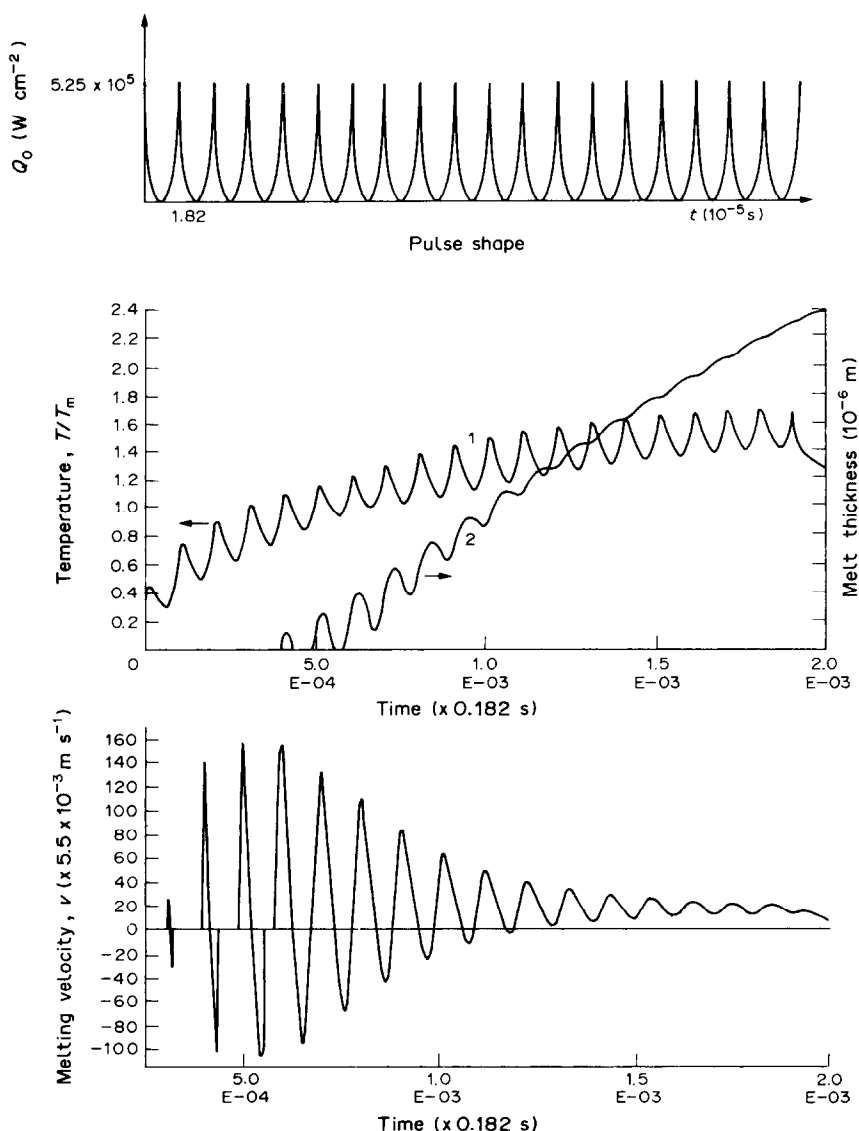 Q₀ (W cm⁻²)
5.25 x 10⁵
1.82
t (10⁻⁵ s)
Pulse shape
Temperature, T/Tₘ
2.4
2.2
2.0
1.8
1.6
1.4
1.2
1.0
0.8
0.6
0.4
0.2
0
1
2
Melt thickness (10⁻⁶ m)
5.0 1.0 1.5 2.0
E-04 E-03 E-03 E-03
Time (x 0.182 s)
Melting velocity, v (x 5.5 x 10⁻³ m s⁻¹)
160
140
120
100
80
60
40
20
0
-20
-40
-60
-80
-100
5.0 1.0 1.5 2.0
E-04 E-03 E-03 E-03
Time (x 0.182 s)